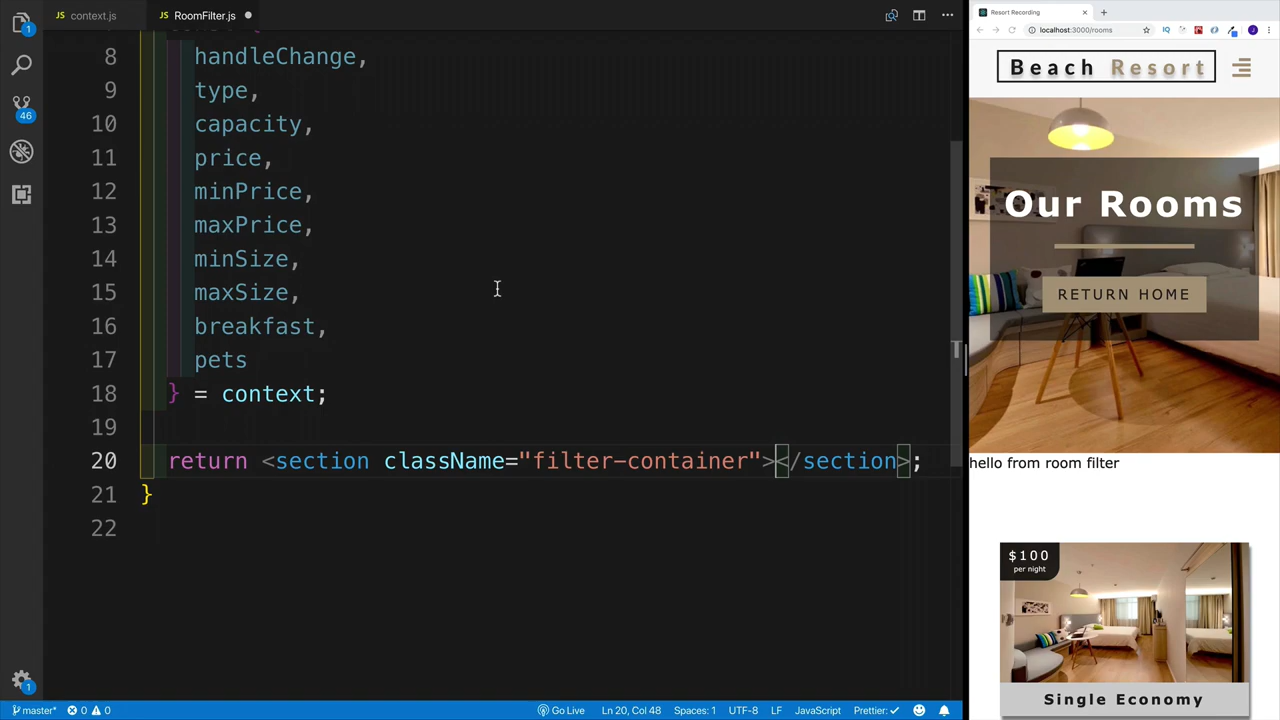 context.js
RoomFilter.js
8 handleChange,
9 type,
10 capacity,
11 price,
12 minPrice,
13 maxPrice,
14 minSize,
15 maxSize,
16 breakfast,
17 pets
18 } = context;
19
20 return <section className="filter-container"></section>;
21 }
22
1
46
1
master*
0
0
Go Live
Ln 20, Col 48
Spaces: 1
UTF-8
LF
JavaScript
Prettier: ✓
Resort Recording
localhost:3000/rooms
IQ
J
Beach Resort
Our Rooms
RETURN HOME
hello from room filter
$100
per night
Single Economy